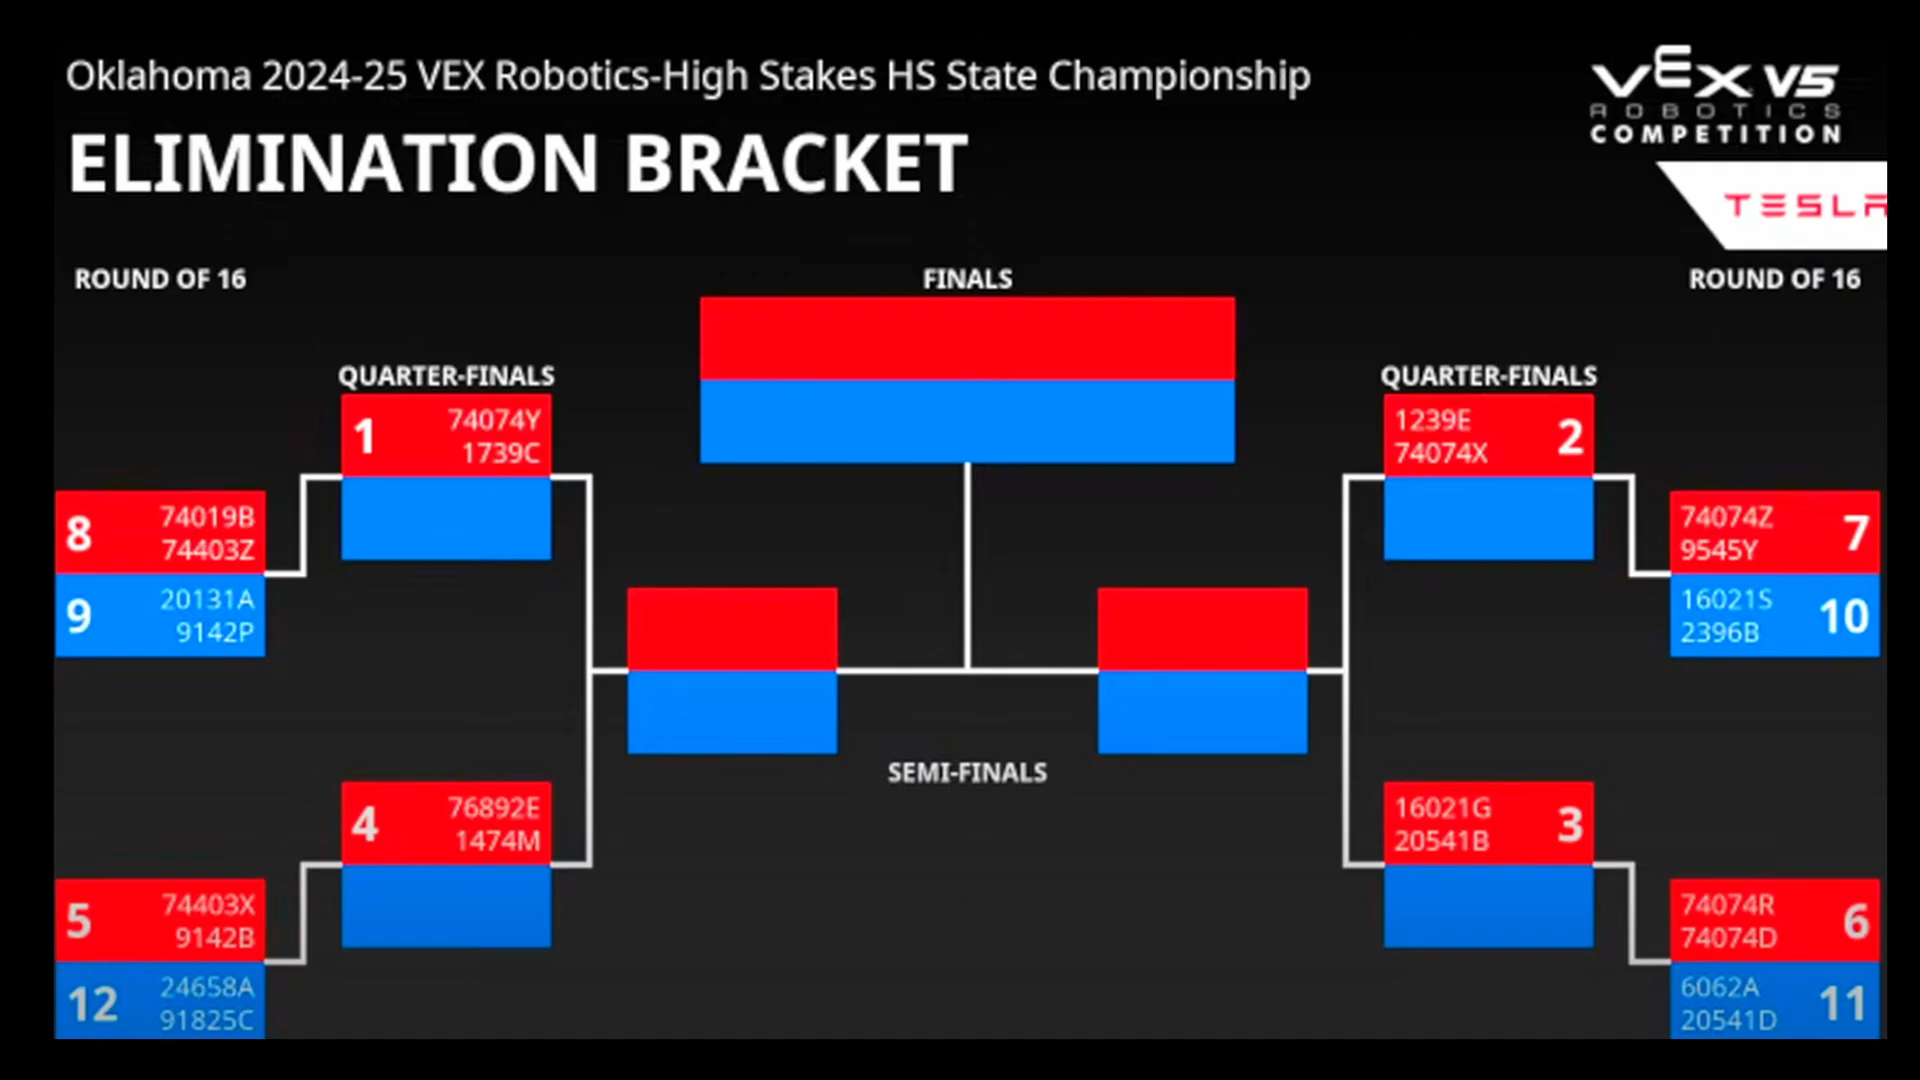 Oklahoma 2024-25 VEX Robotics-High Stakes HS State Championship
VEX V5
ROBOTICS
COMPETITION
ELIMINATION BRACKET
TESLA
ROUND OF 16
FINALS
ROUND OF 16
QUARTER-FINALS
QUARTER-FINALS
1
74074Y
1739C
1239E
74074X
2
8
74019B
74403Z
74074Z
9545Y
7
9
20131A
9142P
16021S
2396B
10
SEMI-FINALS
4
76892E
1474M
16021G
20541B
3
5
74403X
9142B
74074R
74074D
6
12
24658A
91825C
6062A
20541D
11